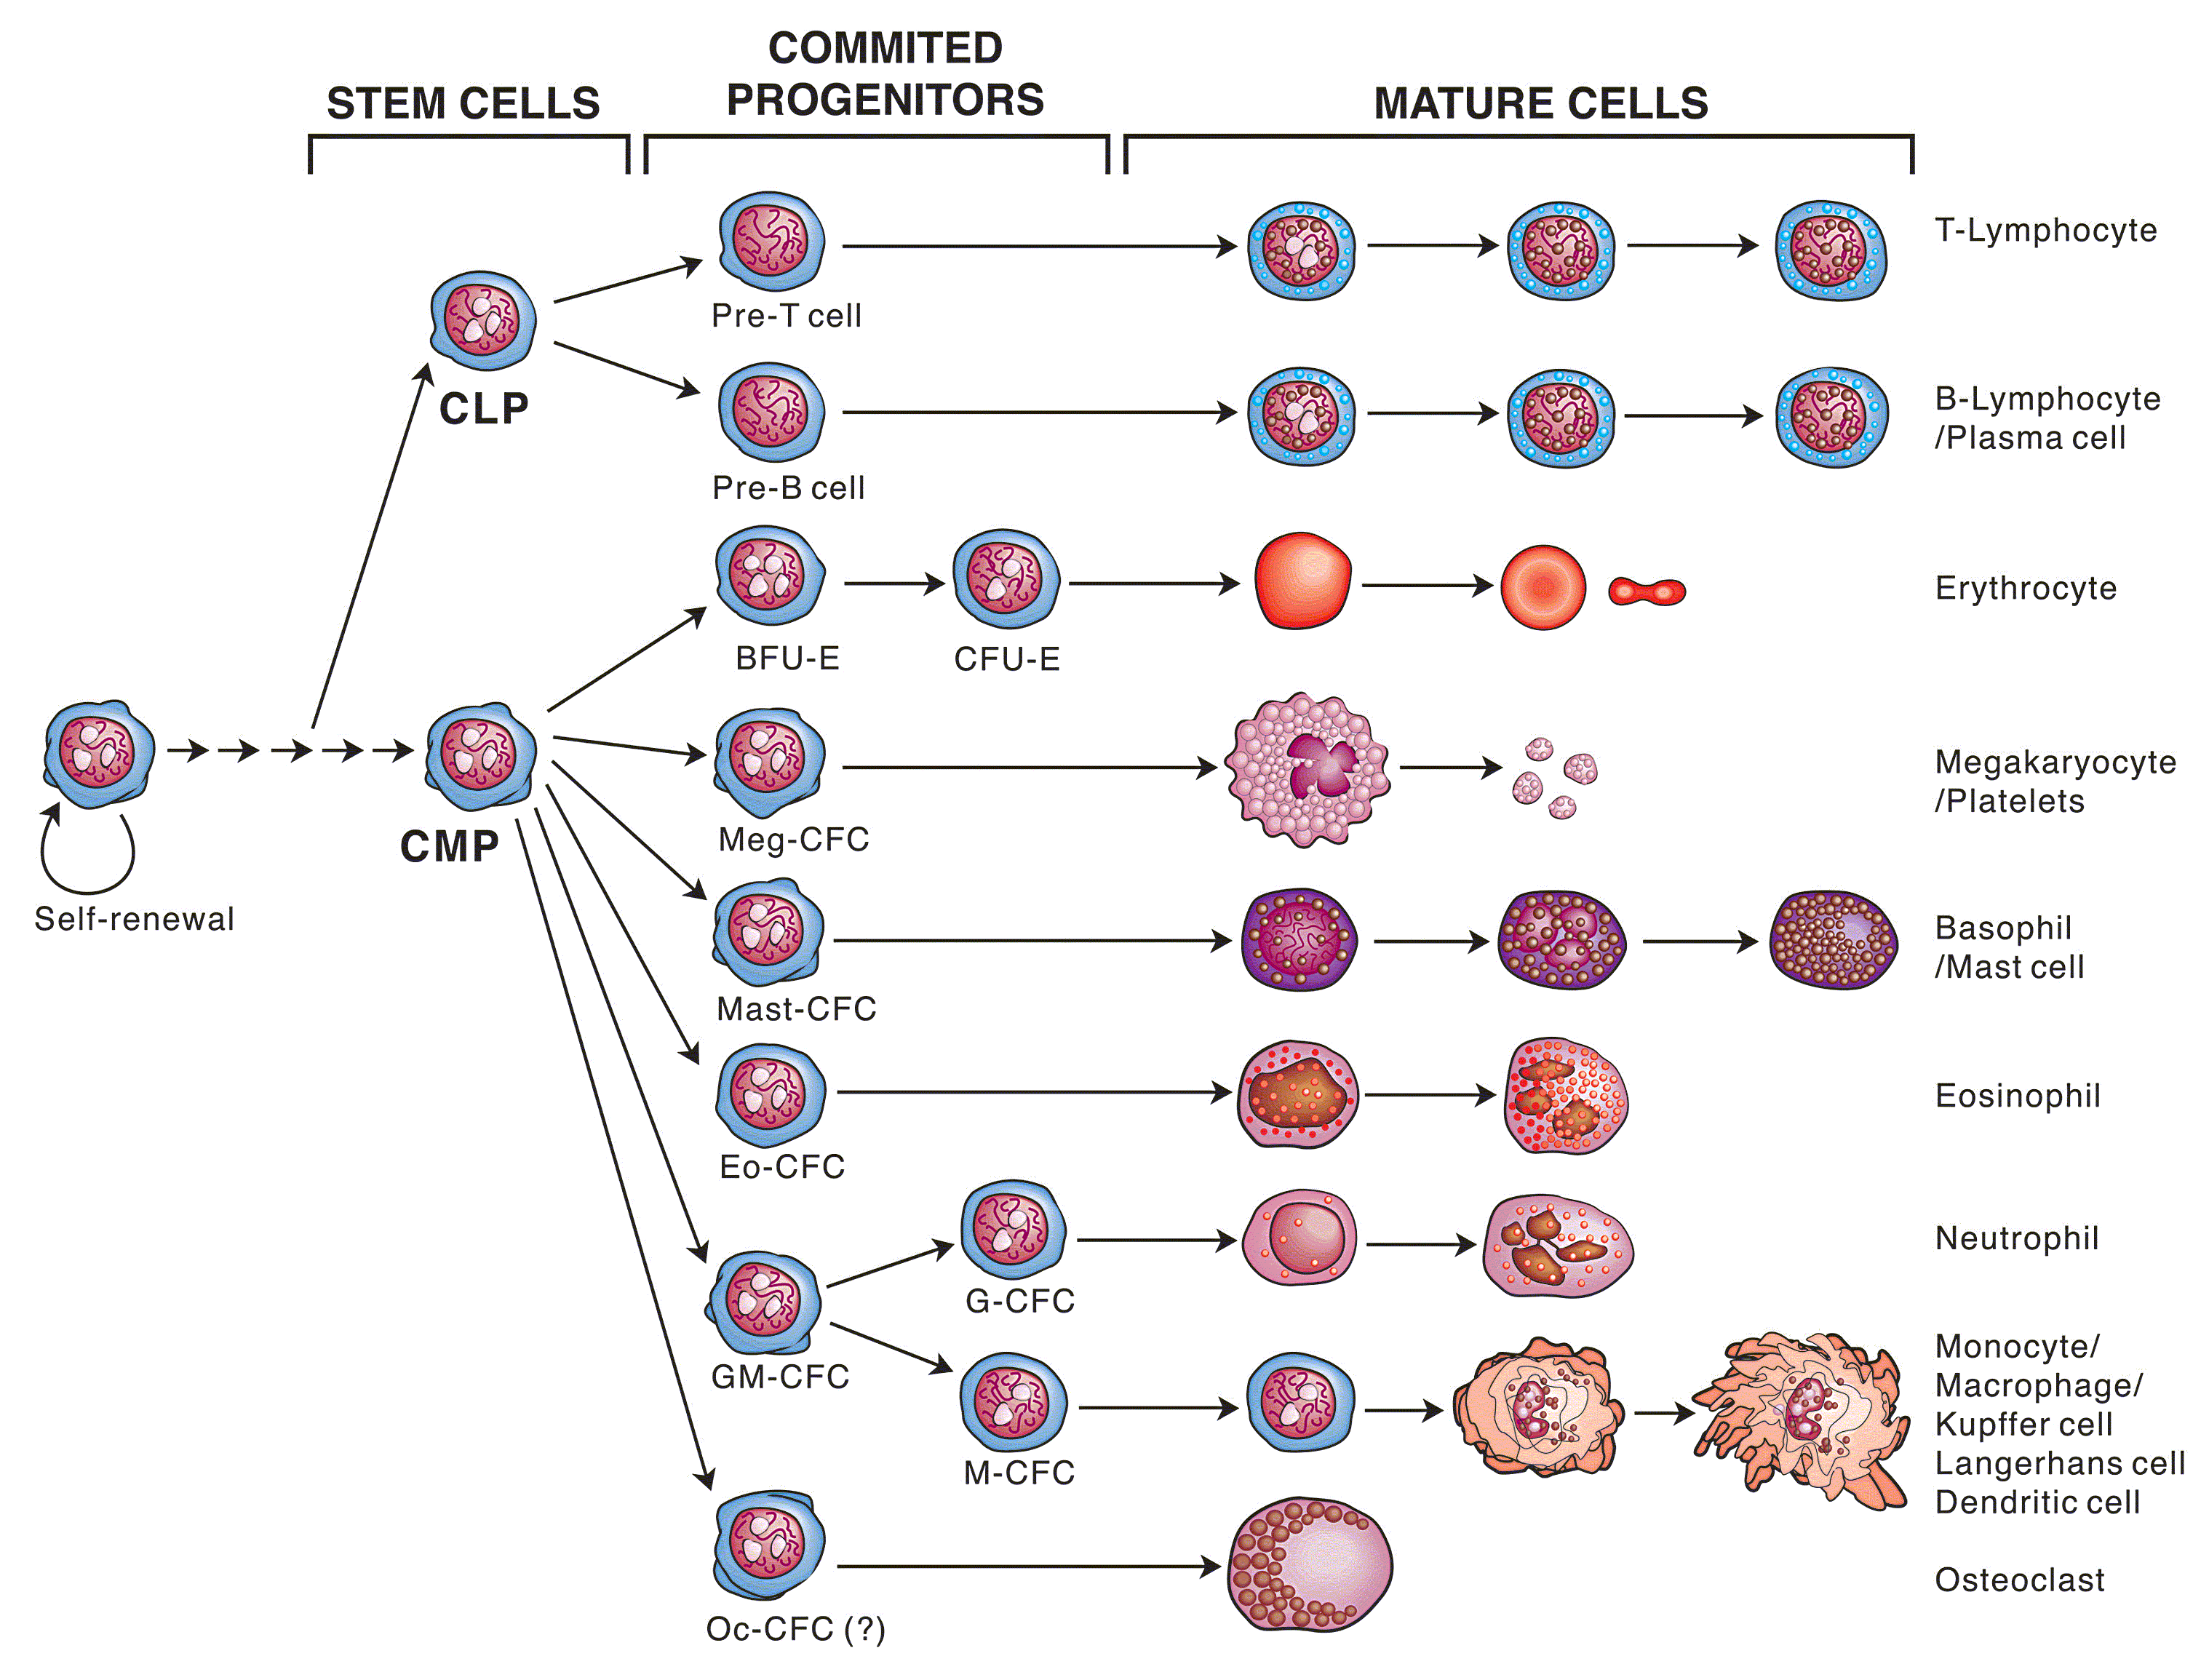 COMMITED
PROGENITORS
STEM CELLS
MATURE CELLS
T-Lymphocyte
Pre-T cell
CLP
B-Lymphocyte
/Plasma cell
Pre-B cell
Erythrocyte
BFU-E
CFU-E
Megakaryocyte
/Platelets
CMP
Meg-CFC
Self-renewal
Basophil
/Mast cell
Mast-CFC
Eosinophil
Eo-CFC
Neutrophil
G-CFC
GM-CFC
Monocyte/
Macrophage/
Kupffer cell
Langerhans cell
Dendritic cell
M-CFC
Osteoclast
Oc-CFC (?)